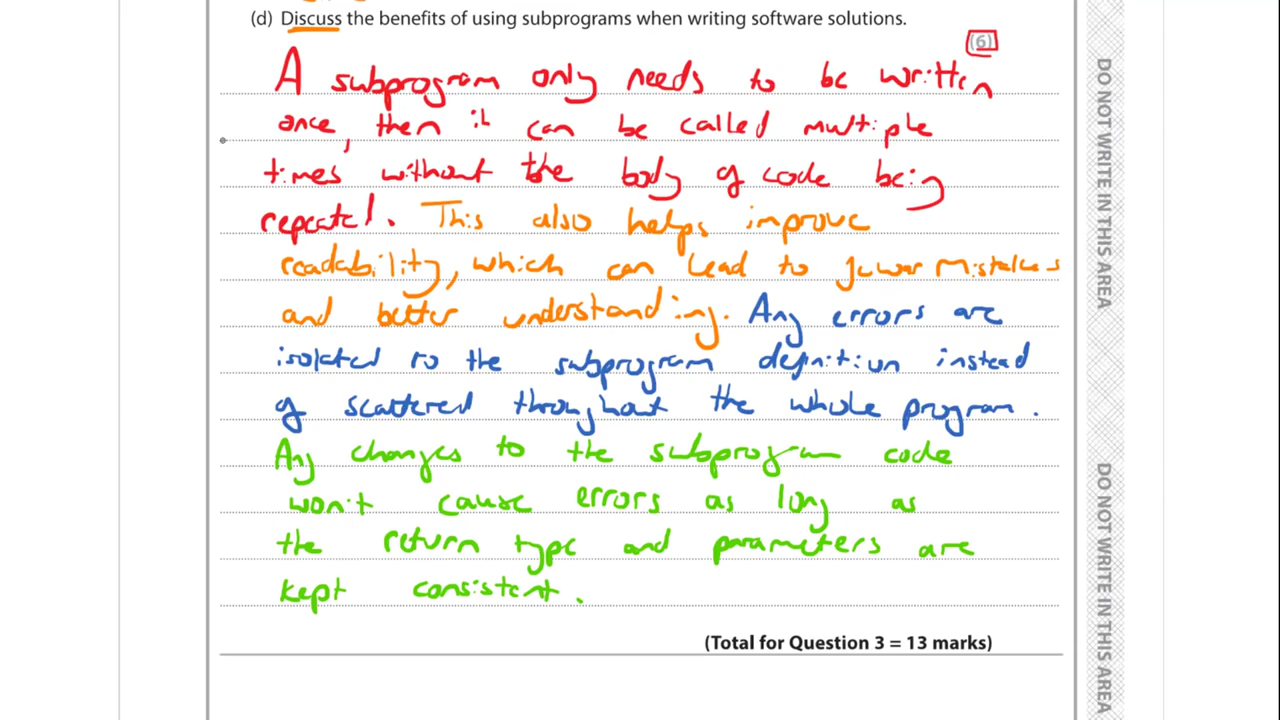 (d) Discuss the benefits of using subprograms when writing software solutions.
(6)
A subprogram only needs to be written
once, then it can be called multiple
times without the body of code being
repeated. This also helps improve
readability, which can lead to fewer mistakes
and better understanding. Any errors are
isolated to the subprogram definition instead
of scattered throughout the whole program.
Any changes to the subprogram code
won't cause errors as long as
the return type and parameters are
kept consistent.
(Total for Question 3 = 13 marks)
DO NOT WRITE IN THIS AREA
DO NOT WRITE IN THIS AREA